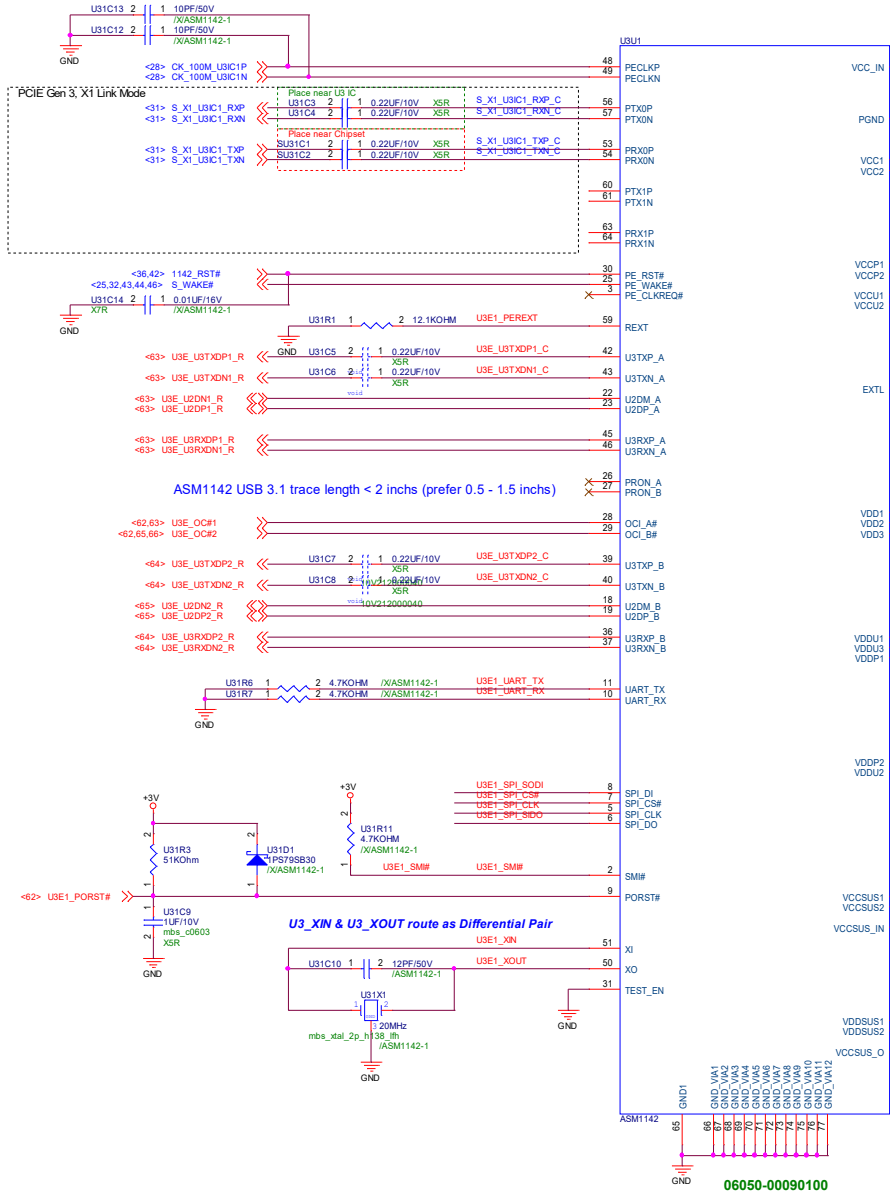 U31C13 2 1 10PF/50V
/X/ASM1142-1
U31C12 2 1 10PF/50V
/X/ASM1142-1
GND
<28> CK_100M_U3IC1P
<28> CK_100M_U3IC1N
PCIE Gen 3, X1 Link Mode
Place near U3 IC
<31> S_X1_U3IC1_RXP U31C3 2 1 0.22UF/10V X5R S_X1_U3IC1_RXP_C
<31> S_X1_U3IC1_RXN U31C4 2 1 0.22UF/10V X5R S_X1_U3IC1_RXN_C
Place near Chipset
<31> S_X1_U3IC1_TXP SU31C1 2 1 0.22UF/10V X5R S_X1_U3IC1_TXP_C
<31> S_X1_U3IC1_TXN SU31C2 2 1 0.22UF/10V X5R S_X1_U3IC1_TXN_C
<36,42> 1142_RST#
<25,32,43,44,46> S_WAKE#
U31C14 2 1 0.01UF/16V
X7R /X/ASM1142-1
GND
U31R1 1 2 12.1KOHM U3E1_PEREXT
GND
<63> U3E_U3TXDP1_R U31C5 2 1 0.22UF/10V U3E_U3TXDP1_C
X5R
void
<63> U3E_U3TXDN1_R U31C6 2 1 0.22UF/10V U3E_U3TXDN1_C
X5R
void
<63> U3E_U2DN1_R
<63> U3E_U2DP1_R
<63> U3E_U3RXDP1_R
<63> U3E_U3RXDN1_R
ASM1142 USB 3.1 trace length < 2 inchs (prefer 0.5 - 1.5 inchs)
<62,63> U3E_OC#1
<62,65,66> U3E_OC#2
<64> U3E_U3TXDP2_R U31C7 2 1 0.22UF/10V U3E_U3TXDP2_C
X5R
<64> U3E_U3TXDN2_R U31C8 2 1 0.22UF/10V U3E_U3TXDN2_C
X5R
void 10V212000040
<65> U3E_U2DN2_R
<65> U3E_U2DP2_R
<64> U3E_U3RXDP2_R
<64> U3E_U3RXDN2_R
U31R6 1 2 4.7KOHM /X/ASM1142-1 U3E1_UART_TX
U31R7 1 2 4.7KOHM /X/ASM1142-1 U3E1_UART_RX
GND
U3E1_SPI_SODI
U3E1_SPI_CS#
U3E1_SPI_CLK
U3E1_SPI_SIDO
+3V
2
U31R3
51KOhm
1
2
U31D1
1PS79SB30
/X/ASM1142-1
1
+3V
2
U31R11
4.7KOHM
/X/ASM1142-1
1
U3E1_SMI# U3E1_SMI#
<62> U3E1_PORST#
1
U31C9
1UF/10V
mbs_c0603
2
X5R
GND
U3_XIN & U3_XOUT route as Differential Pair
U3E1_XIN
U31C10 1 2 12PF/50V U3E1_XOUT
/ASM1142-1
U31X1
1 2
3 20MHz
mbs_xtal_2p_h138_lfh
/ASM1142-1
GND
GND
U3U1
48 PECLKP
49 PECLKN
56 PTX0P
57 PTX0N
53 PRX0P
54 PRX0N
60 PTX1P
61 PTX1N
63 PRX1P
64 PRX1N
30 PE_RST#
25 PE_WAKE#
3 PE_CLKREQ#
59 REXT
42 U3TXP_A
43 U3TXN_A
22 U2DM_A
23 U2DP_A
45 U3RXP_A
46 U3RXN_A
26 PRON_A
27 PRON_B
28 OCI_A#
29 OCI_B#
39 U3TXP_B
40 U3TXN_B
18 U2DM_B
19 U2DP_B
36 U3RXP_B
37 U3RXN_B
11 UART_TX
10 UART_RX
8 SPI_DI
7 SPI_CS#
5 SPI_CLK
6 SPI_DO
2 SMI#
9 PORST#
51 XI
50 XO
31 TEST_EN
VCC_IN
PGND
VCC1
VCC2
VCCP1
VCCP2
VCCU1
VCCU2
EXTL
VDD1
VDD2
VDD3
VDDU1
VDDU3
VDDP1
VDDP2
VDDU2
VCCSUS1
VCCSUS2
VCCSUS_IN
VDDSUS1
VDDSUS2
VCCSUS_O
GND1
GND_VIA1
GND_VIA2
GND_VIA3
GND_VIA4
GND_VIA5
GND_VIA6
GND_VIA7
GND_VIA8
GND_VIA9
GND_VIA10
GND_VIA11
GND_VIA12
ASM1142
65 66 67 68 69 70 71 72 73 74 75 76 77
GND
06050-00090100